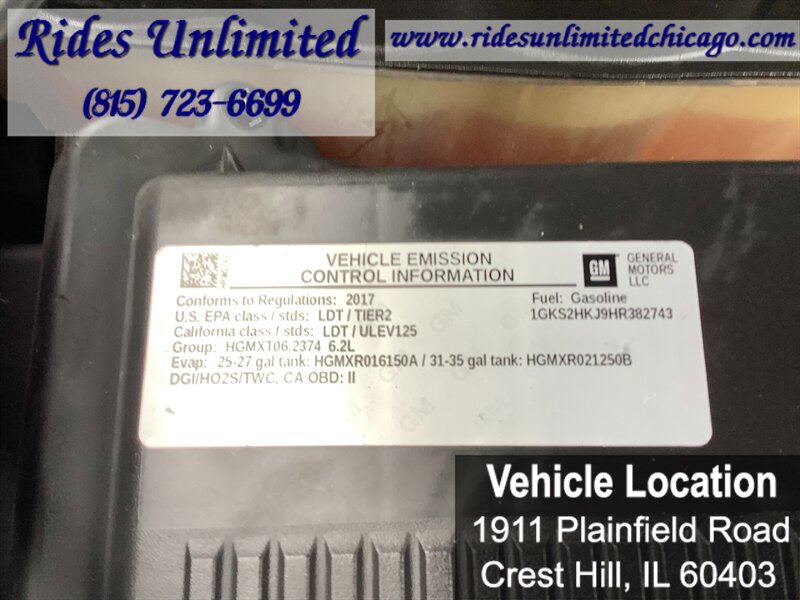 Rides Unlimited
(815) 723-6699
www.ridesunlimitedchicago.com
VEHICLE EMISSION
CONTROL INFORMATION
GM
GENERAL
MOTORS
LLC
Conforms to Regulations: 2017
Fuel: Gasoline
U.S. EPA class / stds: LDT / TIER2
1GKS2HKJ9HR382743
California class / stds: LDT / ULEV125
Group: HGMXT06.2374 6.2L
Evap: 25-27 gal tank: HGMXR016150A / 31-35 gal tank: HGMXR021250B
DGI/HO2S/TWC, CA OBD: II
Vehicle Location
1911 Plainfield Road
Crest Hill, IL 60403